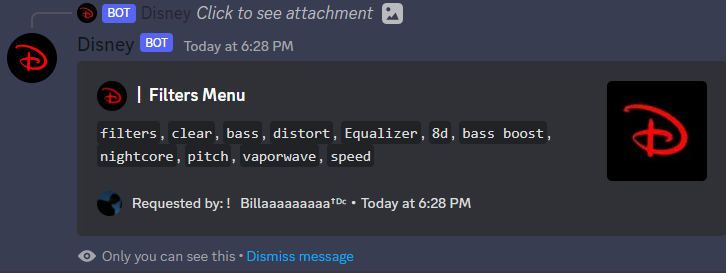 BOT Disney Click to see attachment
Disney BOT Today at 6:28 PM
| Filters Menu
filters, clear, bass, distort, Equalizer, 8d, bass boost,
nightcore, pitch, vaporwave, speed
Requested by: ! Billaaaaaaaaa†ᴰᶜ • Today at 6:28 PM
Only you can see this • Dismiss message